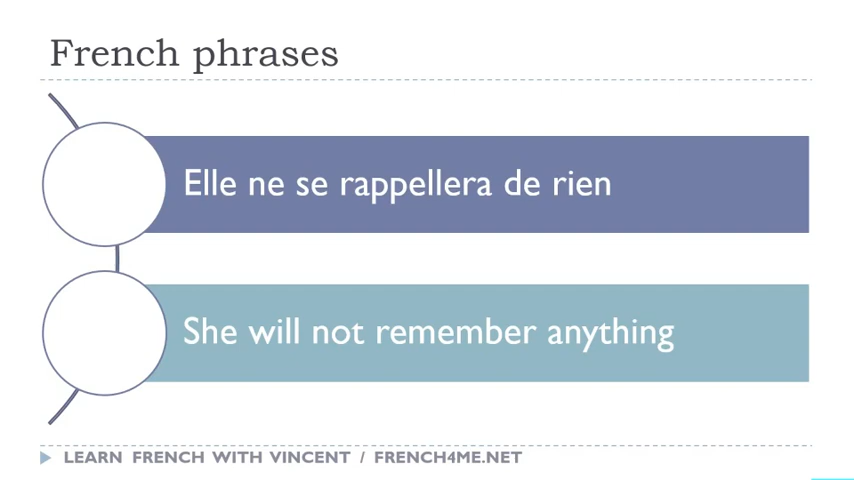 French phrases
Elle ne se rappellera de rien
She will not remember anything
LEARN FRENCH WITH VINCENT / FRENCH4ME.NET